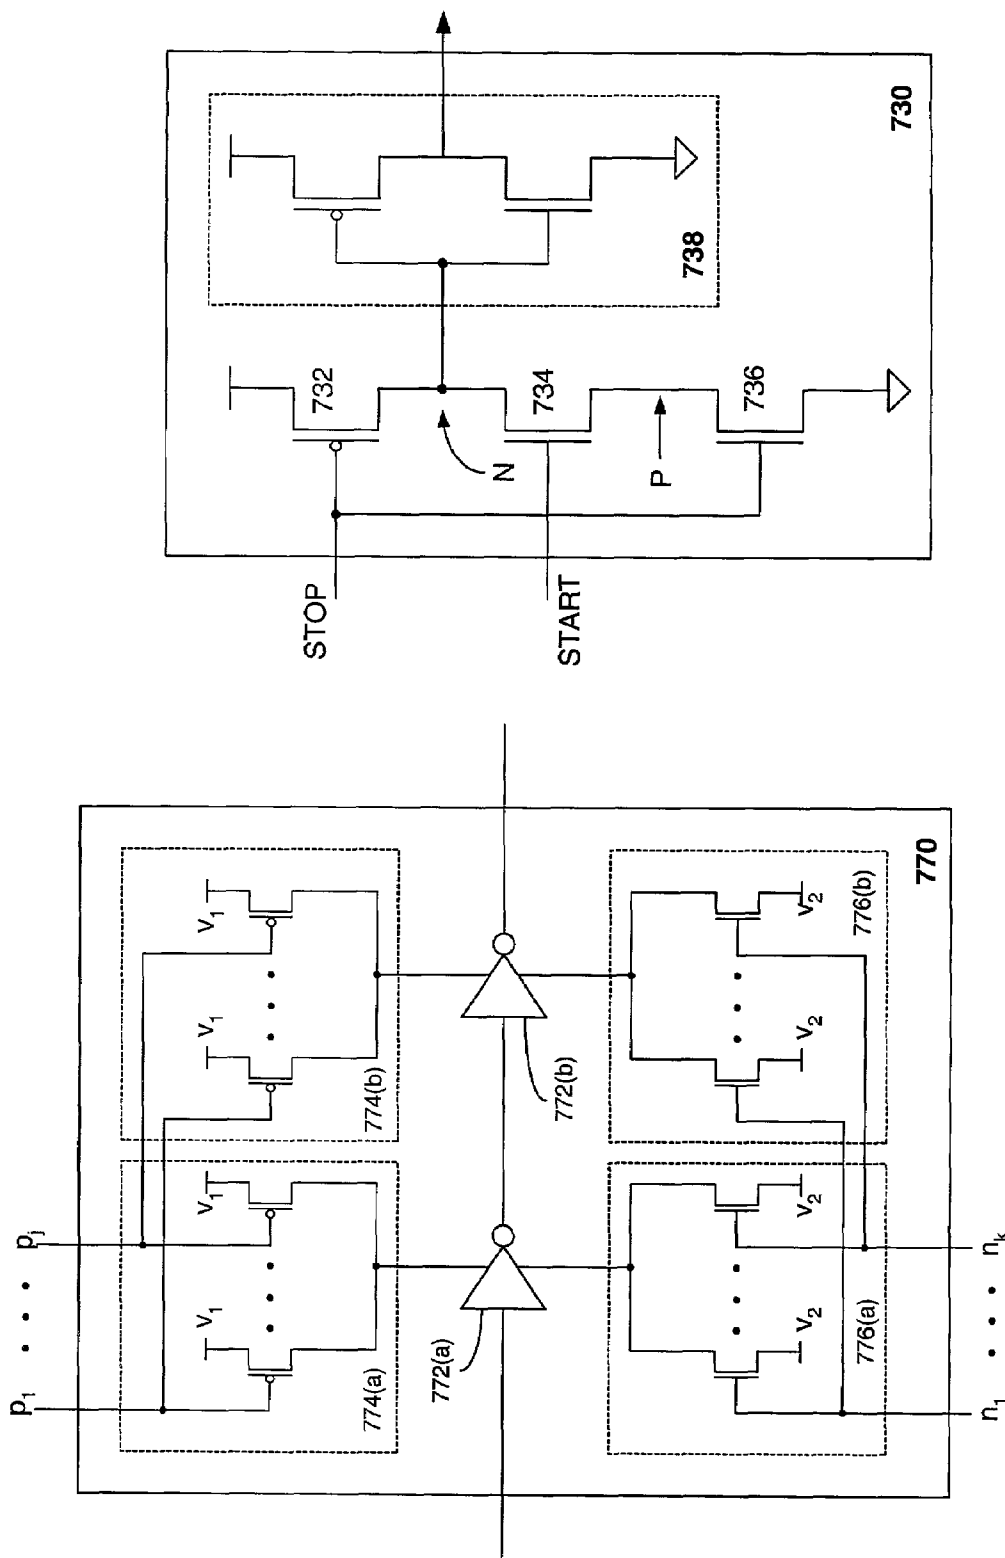 730
738
732
734
736
N
P
STOP
START
770
p1
• • •
pj
V1
• • •
V1
V1
• • •
V1
774(a)
774(b)
772(a)
772(b)
V2
• • •
V2
V2
• • •
V2
776(a)
776(b)
n1
• • •
nk